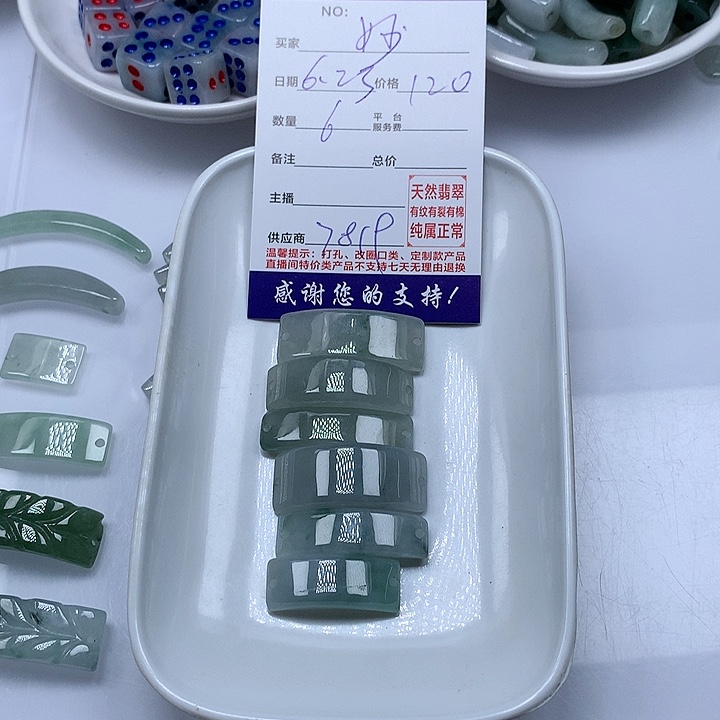 NO:
买家 妙
日期 6.23 价格 120
数量 6 平台服务费
备注 总价
主播
天然翡翠
有纹有裂有棉
纯属正常
供应商
温馨提示：打孔、改圈口类、定制款产品
直播间特价类产品不支持七天无理由退换
感谢您的支持！